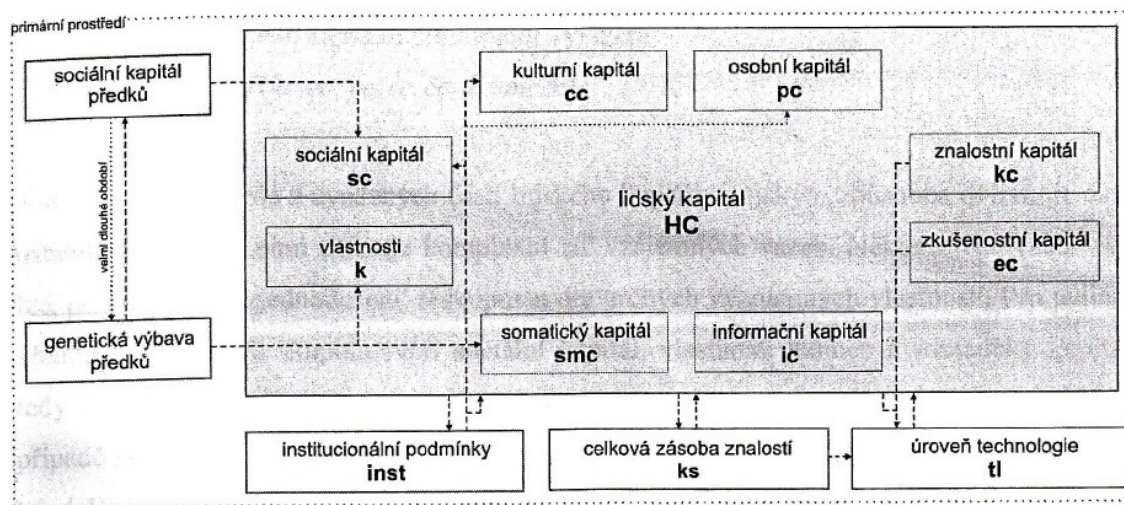 primární prostředí
sociální kapitál
předků
kulturní kapitál
cc
osobní kapitál
pc
sociální kapitál
sc
znalostní kapitál
kc
lidský kapitál
HC
velmi dlouhé období
vlastnosti
k
zkušenostní kapitál
ec
genetická výbava
předků
somatický kapitál
smc
informační kapitál
ic
institucionální podmínky
inst
celková zásoba znalostí
ks
úroveň technologie
tl